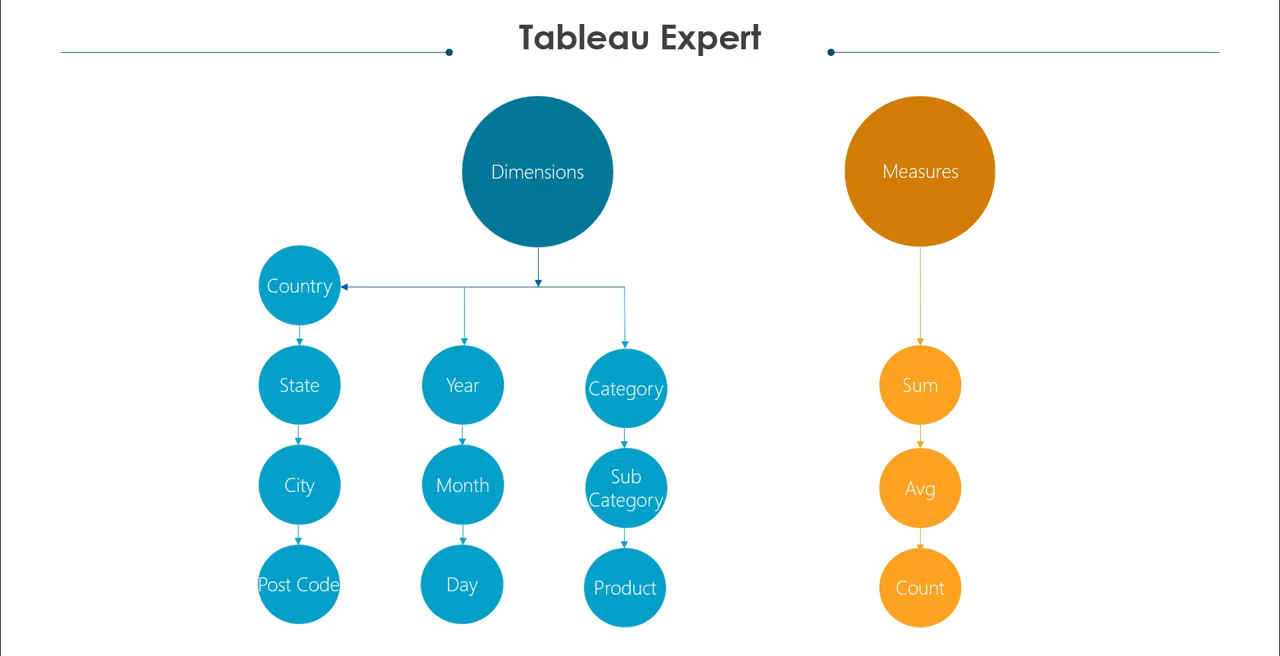 Tableau Expert
Dimensions
Measures
Country
State
Year
Category
Sum
City
Month
Sub
Category
Avg
Post Code
Day
Product
Count